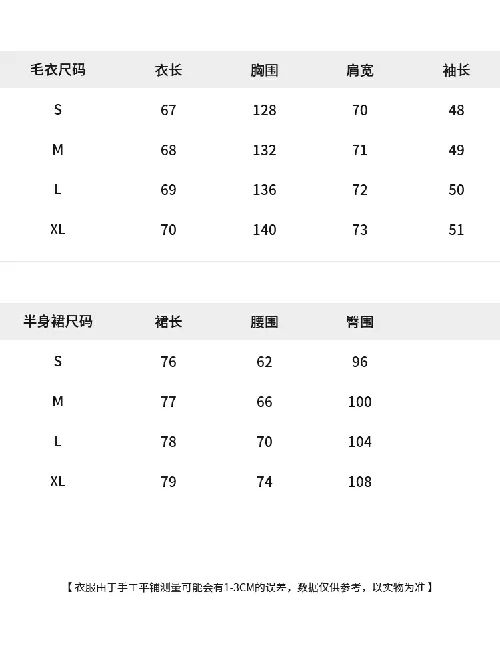 毛衣尺码 衣长 胸围 肩宽 袖长
S 67 128 70 48
M 68 132 71 49
L 69 136 72 50
XL 70 140 73 51
半身裙尺码 裙长 腰围 臀围
S 76 62 96
M 77 66 100
L 78 70 104
XL 79 74 108
【 衣服由于手工平铺测量可能会有1-3CM的误差，数据仅供参考，以实物为准 】